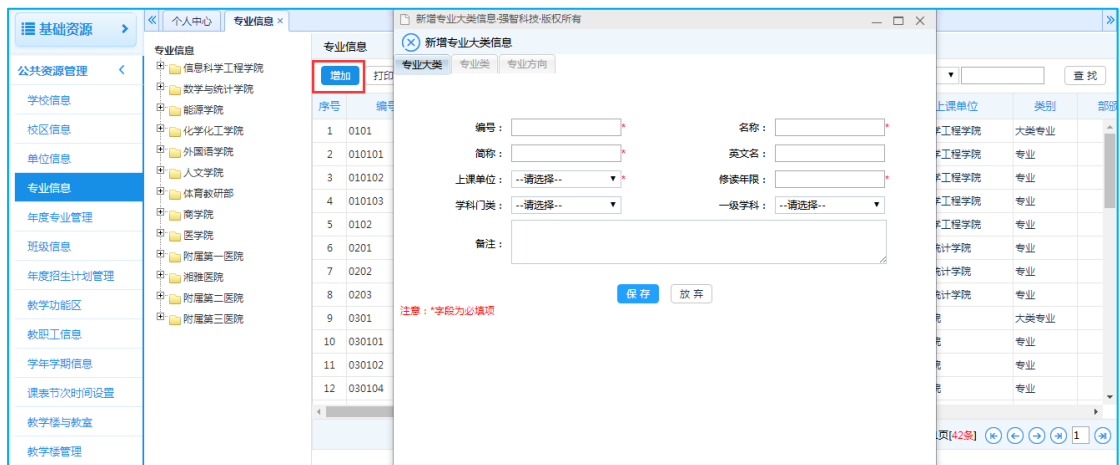 基础资源
公共资源管理
学校信息
校区信息
单位信息
专业信息
年度专业管理
班级信息
年度招生计划管理
教学功能区
教职工信息
学年学期信息
课表节次时间设置
教学楼与教室
教学楼管理
个人中心 专业信息 ×
专业信息
信息科学工程学院
数学与统计学院
能源学院
化学化工学院
外国语学院
人文学院
体育教研部
商学院
医学院
附属第一医院
湘雅医院
附属第二医院
附属第三医院
专业信息
增加 打印
查 找
序号 编号 上课单位 类别
1 0101 学工程学院 大类专业
2 010101 学工程学院 专业
3 010102 学工程学院 专业
4 010103 学工程学院 专业
5 0102 学工程学院 专业
6 0201 统计学院 专业
7 0202 统计学院 专业
8 0203 统计学院 专业
9 0301 大类专业
10 030101 专业
11 030102 专业
12 030104 专业
页[42条] 1
新增专业大类信息-强智科技-版权所有
新增专业大类信息
专业大类 专业类 专业方向
编号： * 名称： *
简称： * 英文名：
上课单位： --请选择-- * 修读年限： *
学科门类： --请选择-- 一级学科： --请选择--
备注：
保 存 放 弃
注意：*字段为必填项